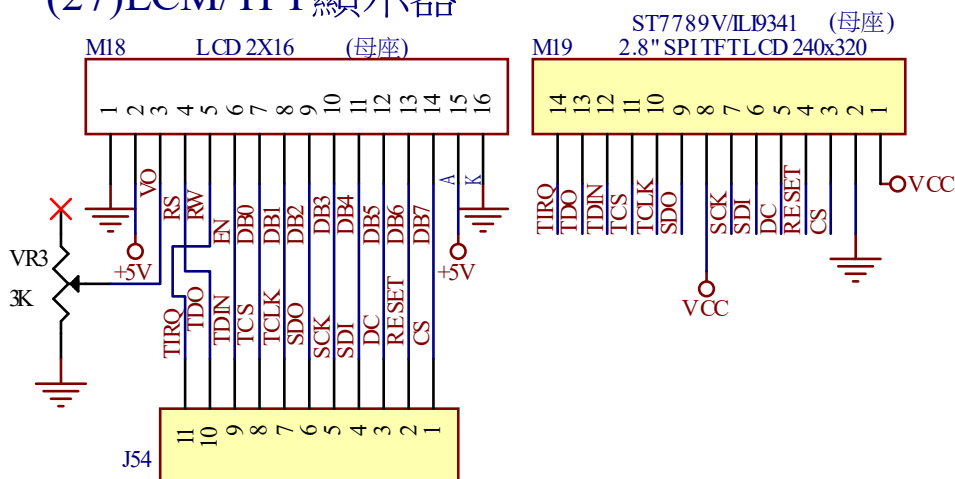 (27)LCM/TFT顯示器
M18 LCD 2X16 (母座)
1 2 3 4 5 6 7 8 9 10 11 12 13 14 15 16
VO RS RW EN DB0 DB1 DB2 DB3 DB4 DB5 DB6 DB7 A K
+5V +5V
VR3
3K
TIRQ TDO TDIN TCS TCLK SDO SCK SDI DC RESET CS
11 10 9 8 7 6 5 4 3 2 1
J54
ST7789V/ILI9341 (母座)
M19 2.8" SPI TFT LCD 240x320
14 13 12 11 10 9 8 7 6 5 4 3 2 1
TIRQ TDO TDIN TCS TCLK SDO SCK SDI DC RESET CS
VCC
VCC